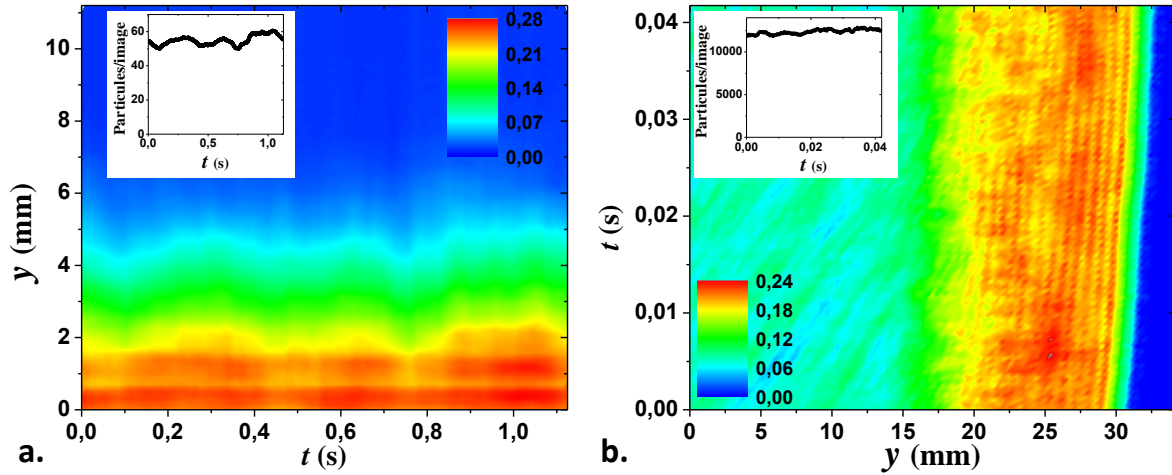 10
8
6
4
2
0
y (mm)
0,0 0,2 0,4 0,6 0,8 1,0
t (s)
a.
60
40
20
0
Particules/image
0,0 0,5 1,0
t (s)
0,28
0,21
0,14
0,07
0,00
0,04
0,03
0,02
0,01
0,00
t (s)
0 5 10 15 20 25 30
y (mm)
b.
10000
5000
0
Particules/image
0,00 0,02 0,04
t (s)
0,24
0,18
0,12
0,06
0,00